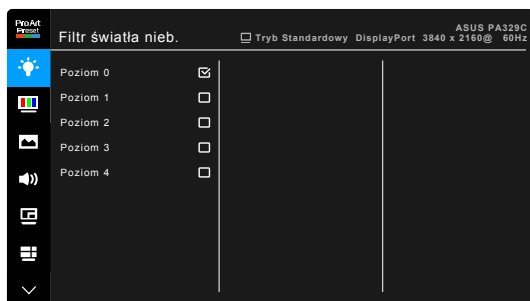 ProArt
Preset
Filtr światła nieb.
ASUS PA329C
Tryb Standardowy DisplayPort 3840 x 2160@ 60Hz
Poziom 0
Poziom 1
Poziom 2
Poziom 3
Poziom 4